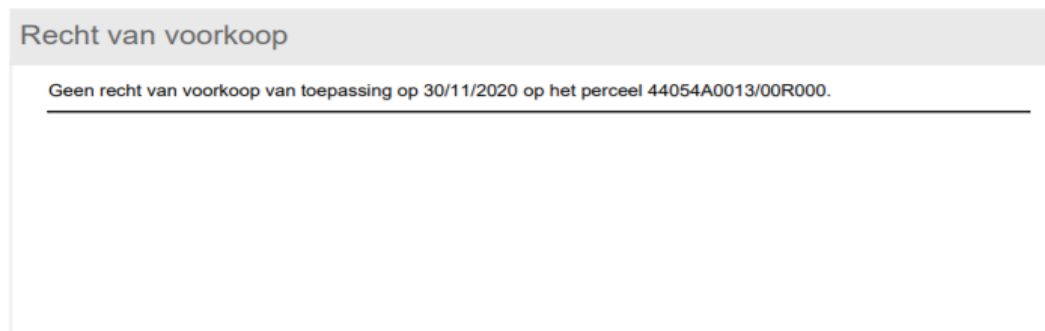 Recht van voorkoop
Geen recht van voorkoop van toepassing op 30/11/2020 op het perceel 44054A0013/00R000.